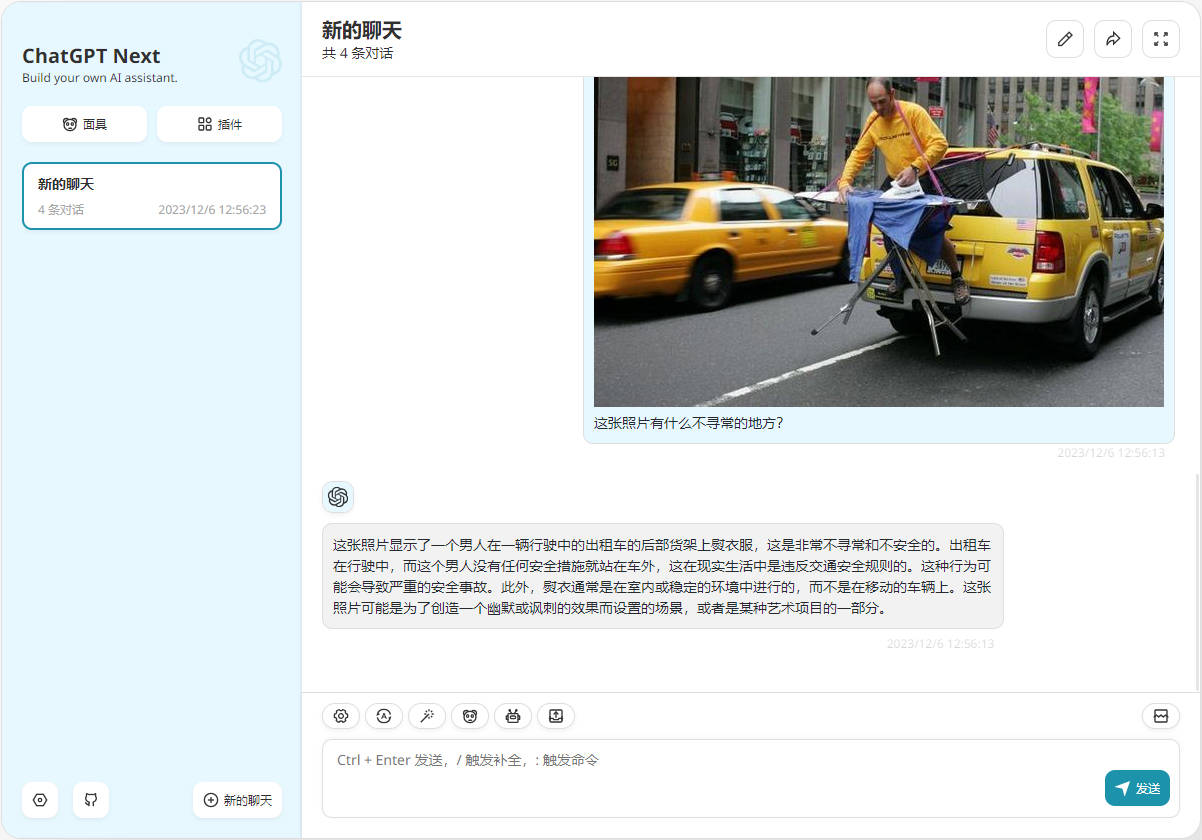 ChatGPT Next
Build your own AI assistant.
面具
插件
新的聊天
4 条对话
2023/12/6 12:56:23
新的聊天
新的聊天
共 4 条对话
SG
这张照片有什么不寻常的地方？
2023/12/6 12:56:13
这张照片显示了一个男人在一辆行驶中的出租车的后部货架上熨衣服，这是非常不寻常和不安全的。出租车
在行驶中，而这个男人没有任何安全措施就站在车外，这在现实生活中是违反交通安全规则的。这种行为可
能会导致严重的安全事故。此外，熨衣通常是在室内或稳定的环境中进行的，而不是在移动的车辆上。这张
照片可能是为了创造一个幽默或讽刺的效果而设置的场景，或者是某种艺术项目的一部分。
2023/12/6 12:56:13
Ctrl + Enter 发送，/ 触发补全，: 触发命令
发送